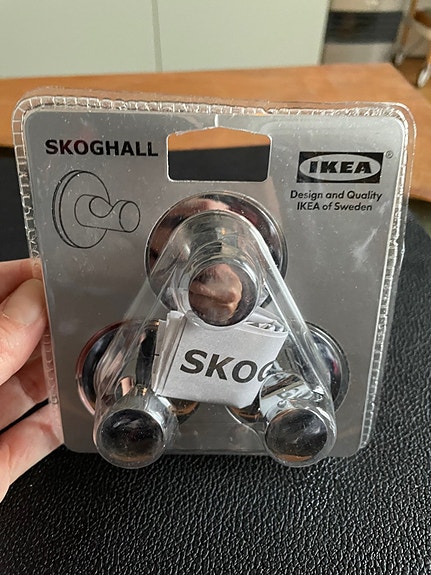 SKOGHALL
IKEA®
Design and Quality
IKEA of Sweden
SKOG